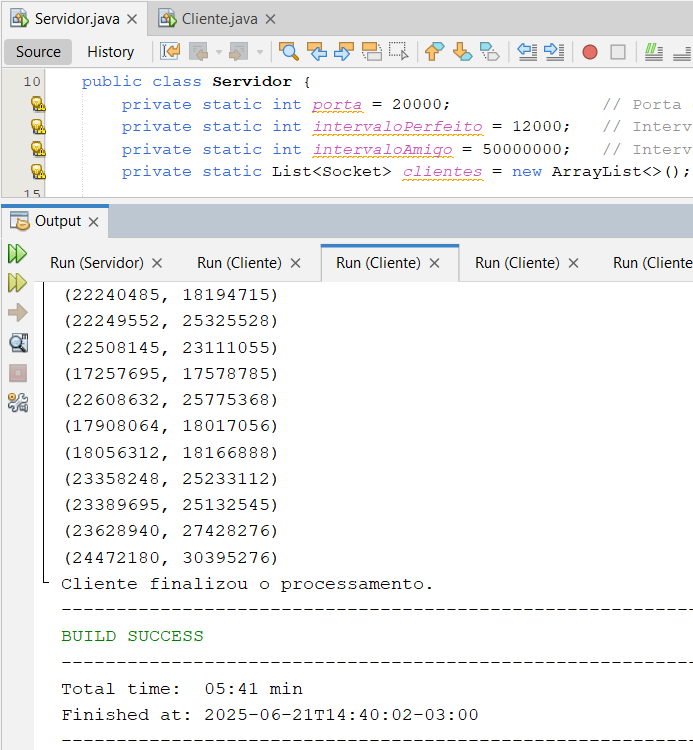 Servidor.java Cliente.java
Source History
10 public class Servidor {
private static int porta = 20000; // Porta
private static int intervaloPerfeito = 12000; // Interv
private static int intervaloAmigo = 50000000; // Interv
private static List<Socket> clientes = new ArrayList<>();
15
Output
Run (Servidor) Run (Cliente) Run (Cliente) Run (Cliente) Run (Cliente
(22240485, 18194715)
(22249552, 25325528)
(22508145, 23111055)
(17257695, 17578785)
(22608632, 25775368)
(17908064, 18017056)
(18056312, 18166888)
(23358248, 25233112)
(23389695, 25132545)
(23628940, 27428276)
(24472180, 30395276)
Cliente finalizou o processamento.
------------------------------------------------------
BUILD SUCCESS
------------------------------------------------------
Total time:  05:41 min
Finished at: 2025-06-21T14:40:02-03:00
------------------------------------------------------